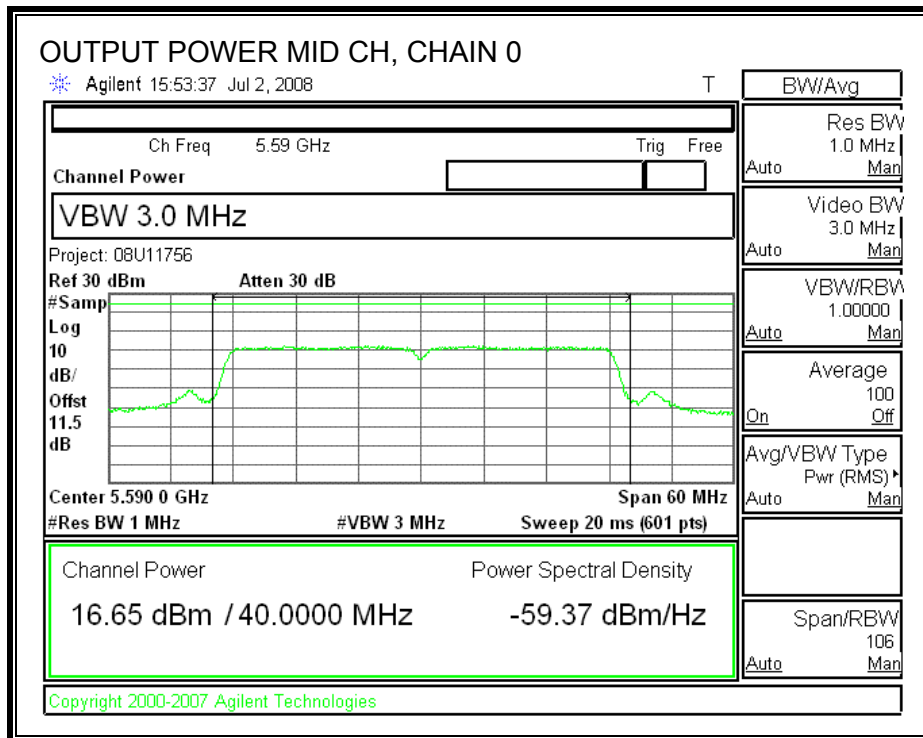 OUTPUT POWER MID CH, CHAIN 0
Agilent 15:53:37 Jul 2, 2008 T
Ch Freq 5.59 GHz Trig Free
Channel Power
VBW 3.0 MHz
Project: 08U11756
Ref 30 dBm Atten 30 dB
#Samp
Log
10
dB/
Offst
11.5
dB
Center 5.590 0 GHz Span 60 MHz
#Res BW 1 MHz #VBW 3 MHz Sweep 20 ms (601 pts)
Channel Power Power Spectral Density
16.65 dBm / 40.0000 MHz -59.37 dBm/Hz
Copyright 2000-2007 Agilent Technologies
BW/Avg
Res BW
1.0 MHz
Auto Man
Video BW
3.0 MHz
Auto Man
VBW/RBW
1.00000
Auto Man
Average
100
On Off
Avg/VBW Type
Pwr (RMS)
Auto Man
Span/RBW
106
Auto Man